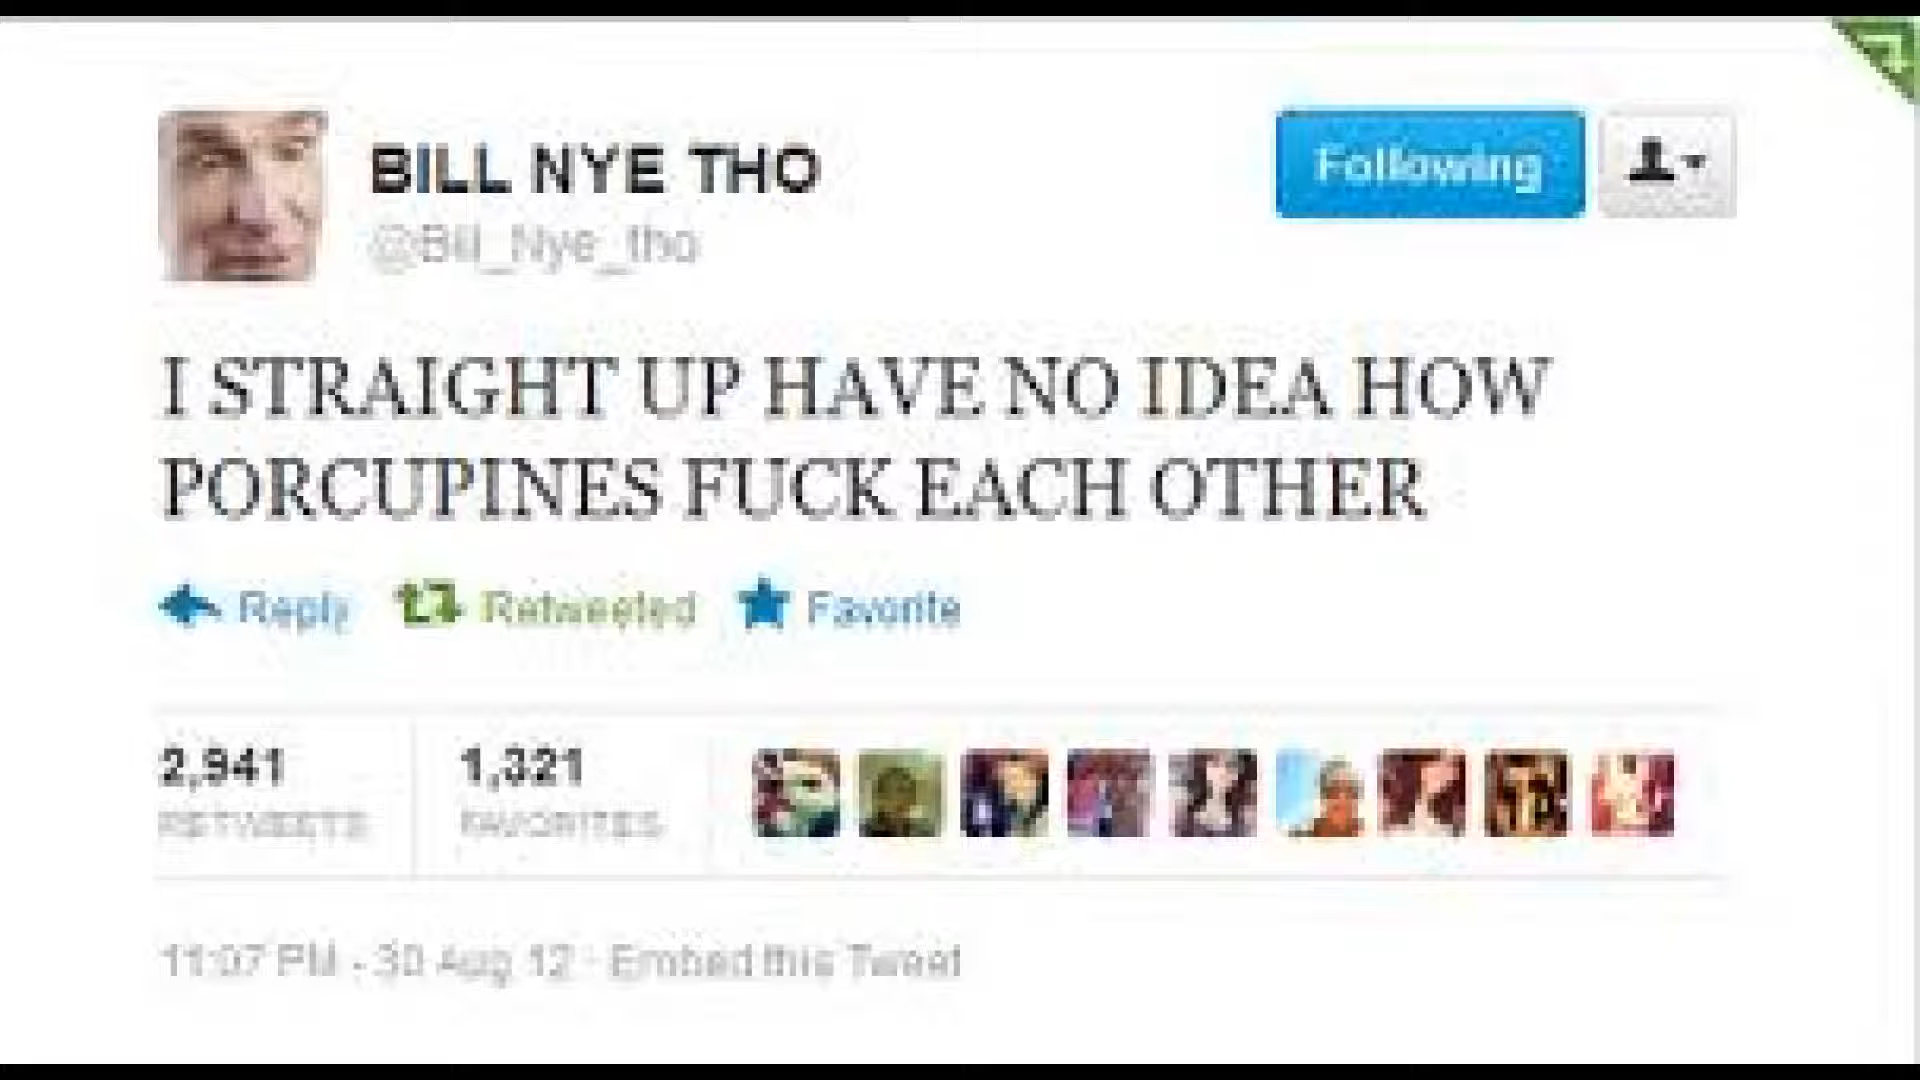 BILL NYE THO
@Bill_Nye_tho
Following
I STRAIGHT UP HAVE NO IDEA HOW
PORCUPINES FUCK EACH OTHER
Reply Retweeted Favorite
2,941 1,321
RETWEETS FAVORITES
11:07 PM - 30 Aug 12 · Embed this Tweet